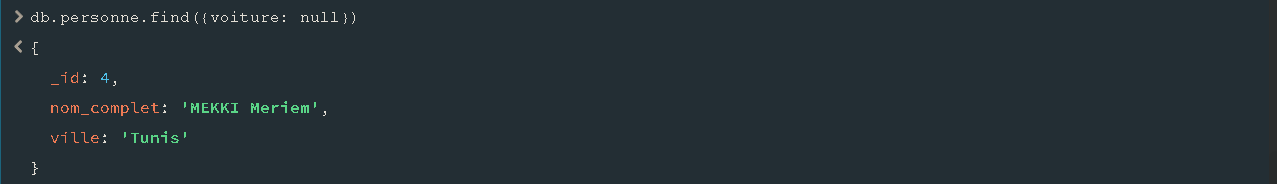 > db.personne.find({voiture: null})
< {
_id: 4,
nom_complet: 'MEKKI Meriem',
ville: 'Tunis'
}